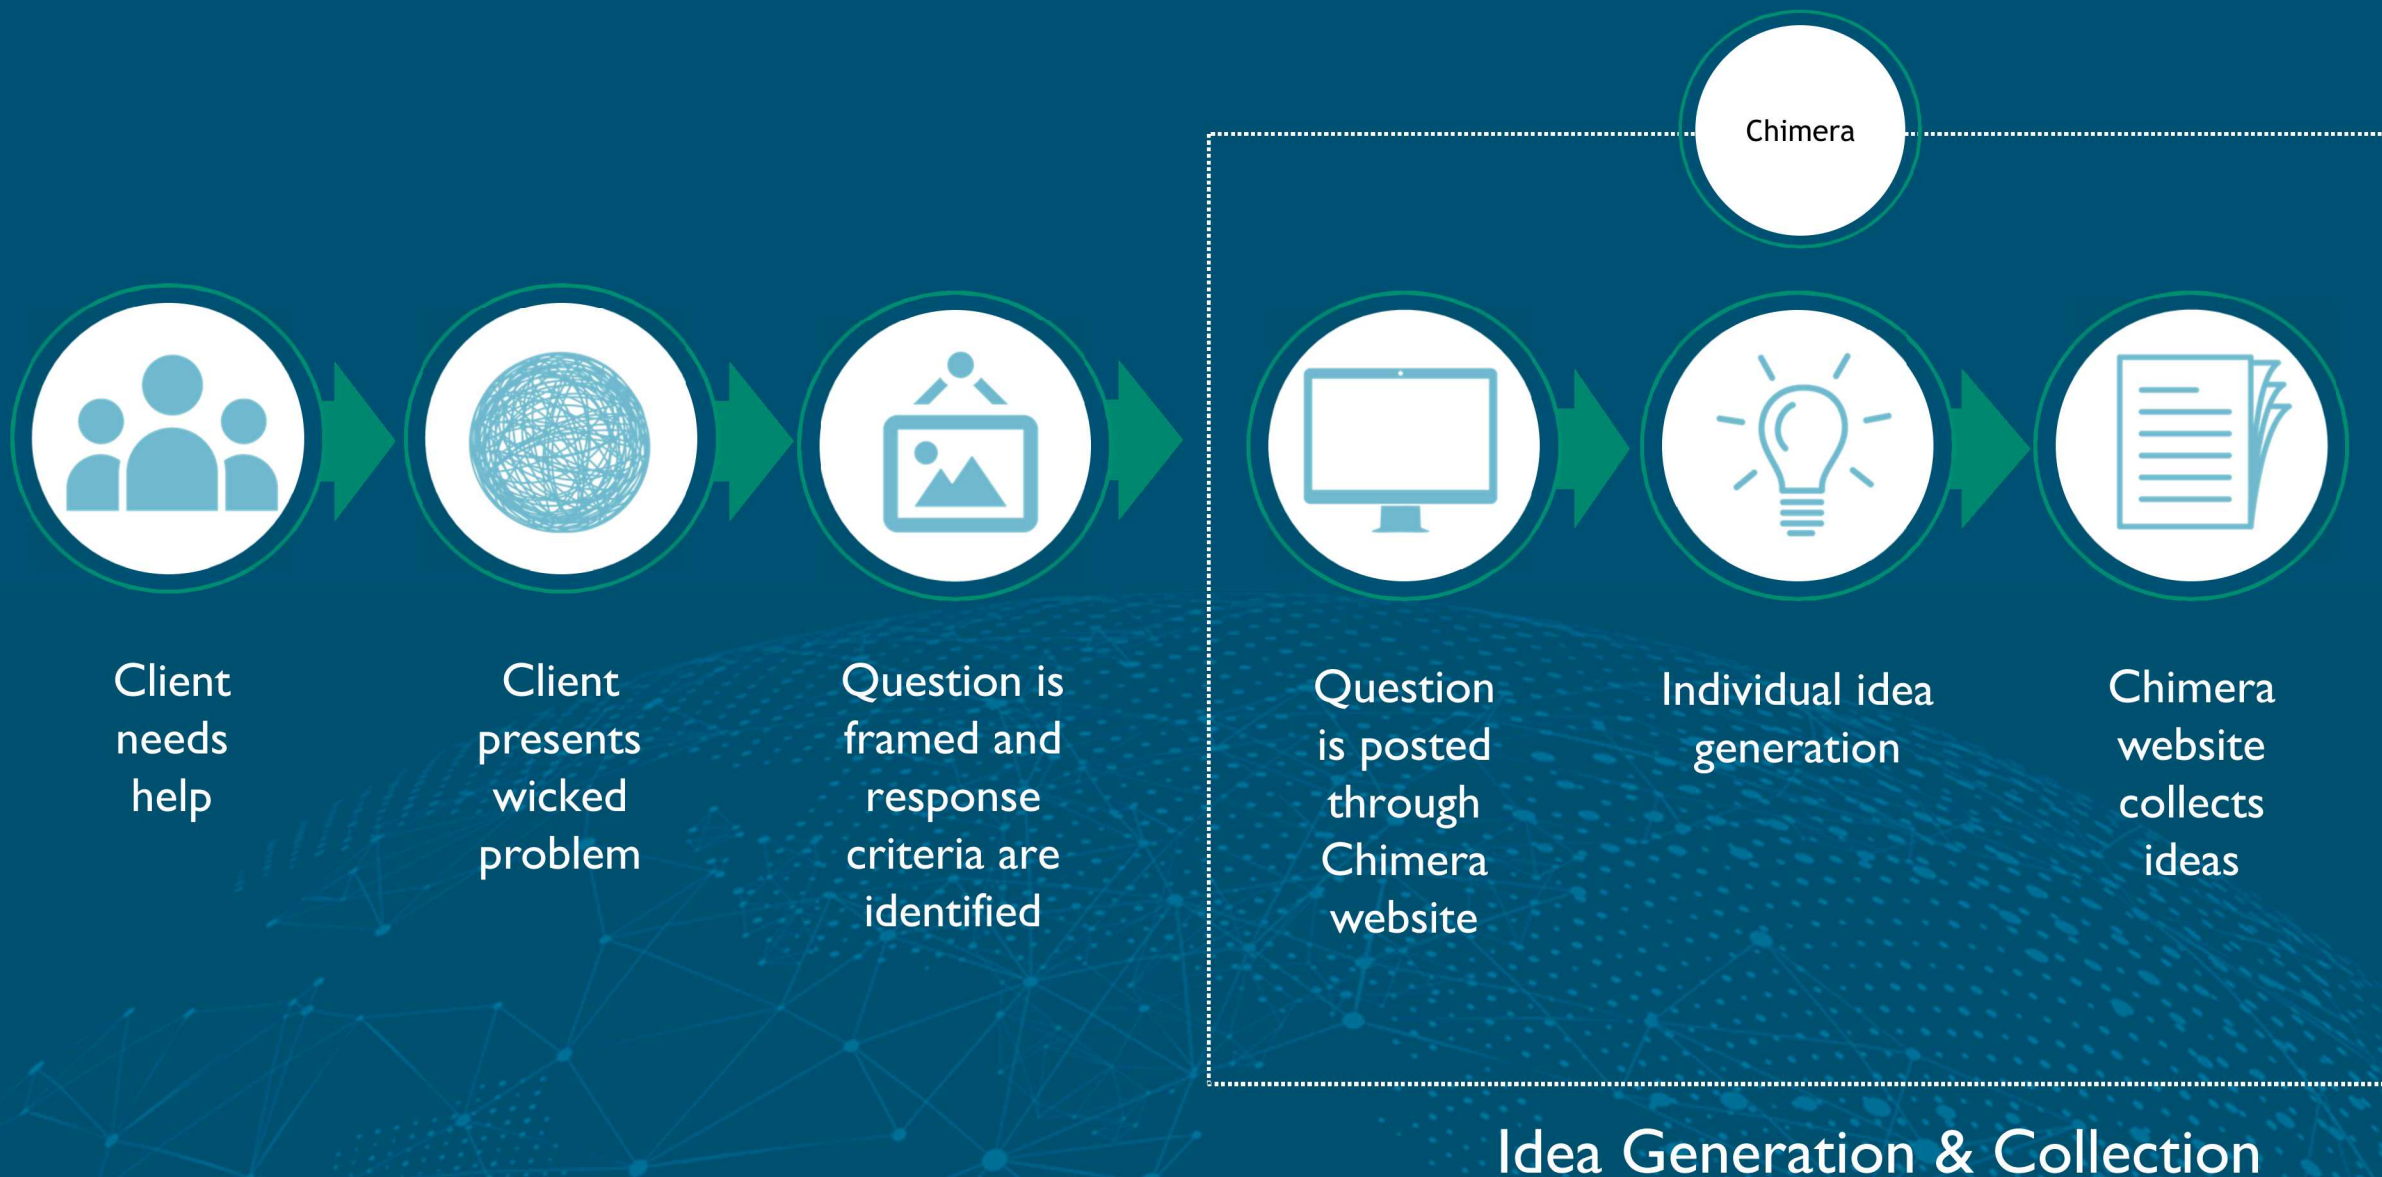 Chimera
Client
needs
help
Client
presents
wicked
problem
Question is
framed and
response
criteria are
identified
Question
is posted
through
Chimera
website
Individual idea
generation
Chimera
website
collects
ideas
Idea Generation & Collection